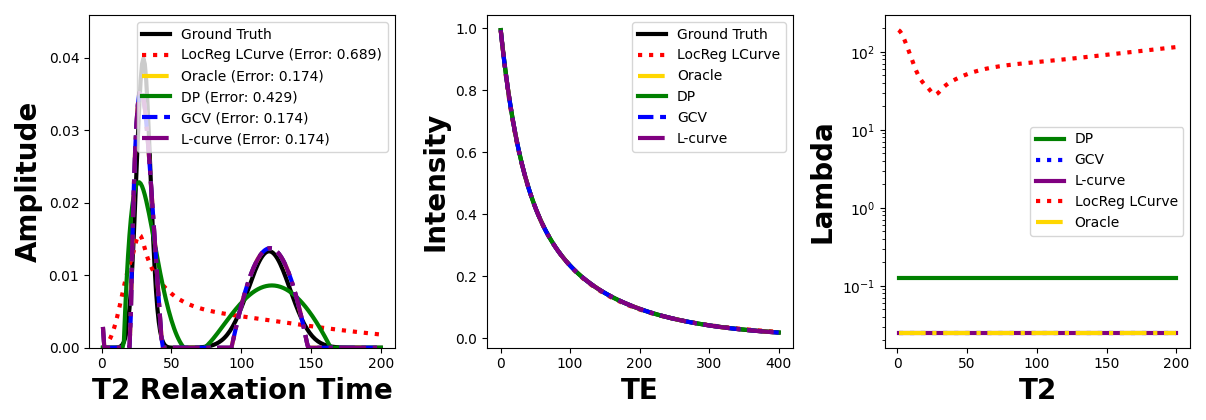 Amplitude
0.04
0.03
0.02
0.01
0.00
Ground Truth
LocReg LCurve (Error: 0.689)
Oracle (Error: 0.174)
DP (Error: 0.429)
GCV (Error: 0.174)
L-curve (Error: 0.174)
0 50 100 150 200
T2 Relaxation Time
Intensity
1.0
0.8
0.6
0.4
0.2
0.0
Ground Truth
LocReg LCurve
Oracle
DP
GCV
L-curve
0 100 200 300 400
TE
Lambda
10²
10¹
10⁰
10⁻¹
DP
GCV
L-curve
LocReg LCurve
Oracle
0 50 100 150 200
T2